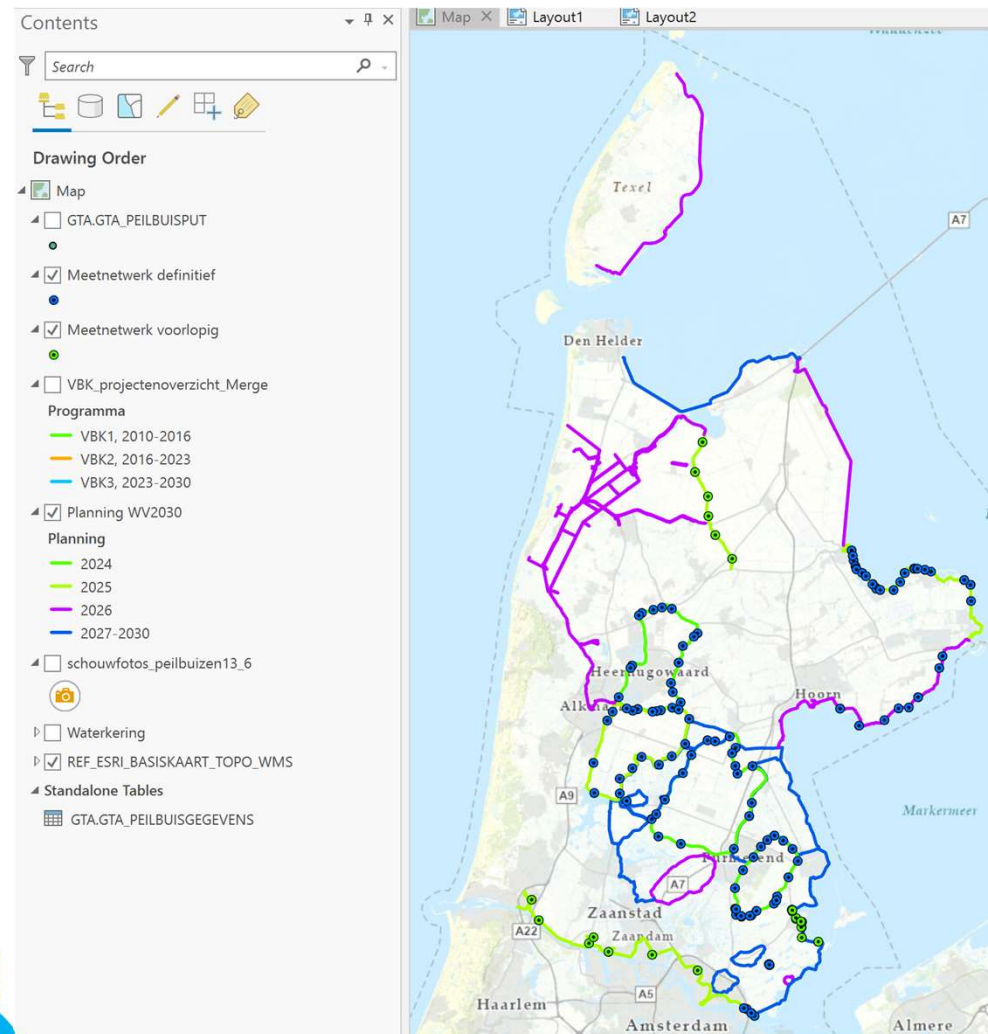 Contents
Map
Layout1
Layout2
Search
Drawing Order
Map
GTA.GTA_PEILBUISPUT
Meetnetwerk definitief
Meetnetwerk voorlopig
VBK_projectenoverzicht_Merge
Programma
VBK1, 2010-2016
VBK2, 2016-2023
VBK3, 2023-2030
Planning WV2030
Planning
2024
2025
2026
2027-2030
schouwfotos_peilbuizen13_6
Waterkering
REF_ESRI_BASISKAART_TOPO_WMS
Standalone Tables
GTA.GTA_PEILBUISGEGEVENS
Texel
A7
Den Helder
Heerhugowaard
Hoorn
A9
Markermeer
Purmerend
A7
Zaanstad
A22
Zaandam
A5
Haarlem
Amsterdam
Almere